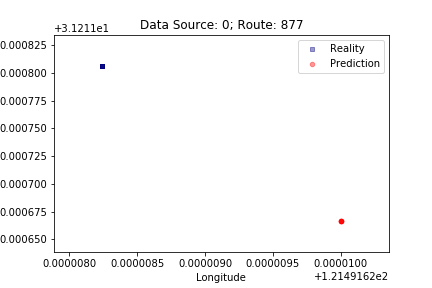 Data Source: 0; Route: 877
+3.1211e1
0.000825
0.000800
0.000775
0.000750
0.000725
0.000700
0.000675
0.000650
Reality
Prediction
0.0000080 0.0000085 0.0000090 0.0000095 0.0000100
Longitude
+1.2149162e2